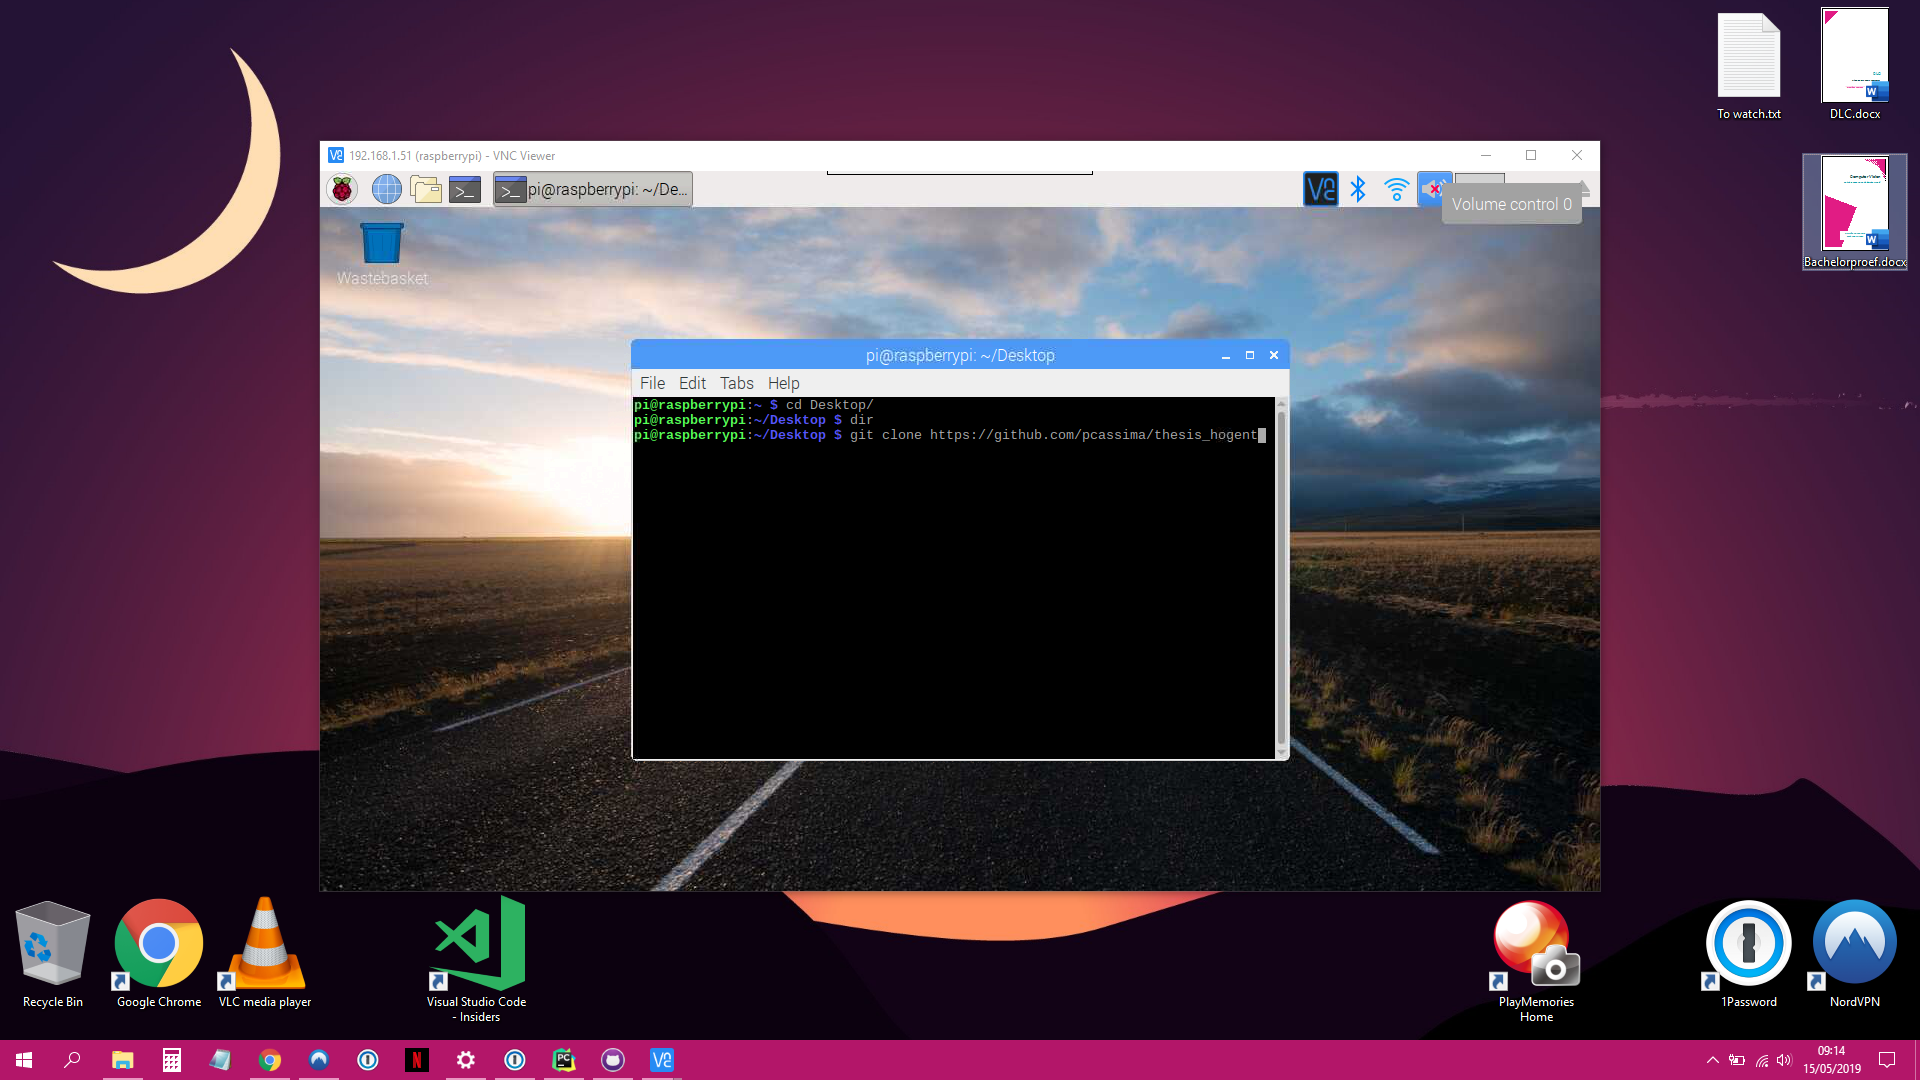 To watch.txt
DLC.docx
192.168.1.51 (raspberrypi) - VNC Viewer
pi@raspberrypi: ~/De...
Volume control 0
Wastebasket
Computer Vision
Bachelorproef.docx
pi@raspberrypi: ~/Desktop
File Edit Tabs Help
pi@raspberrypi:~ $ cd Desktop/
pi@raspberrypi:~/Desktop $ dir
pi@raspberrypi:~/Desktop $ git clone https://github.com/pcassima/thesis_hogent
Recycle Bin
Google Chrome
VLC media player
Visual Studio Code
- Insiders
PlayMemories
Home
1Password
NordVPN
09:14
15/05/2019